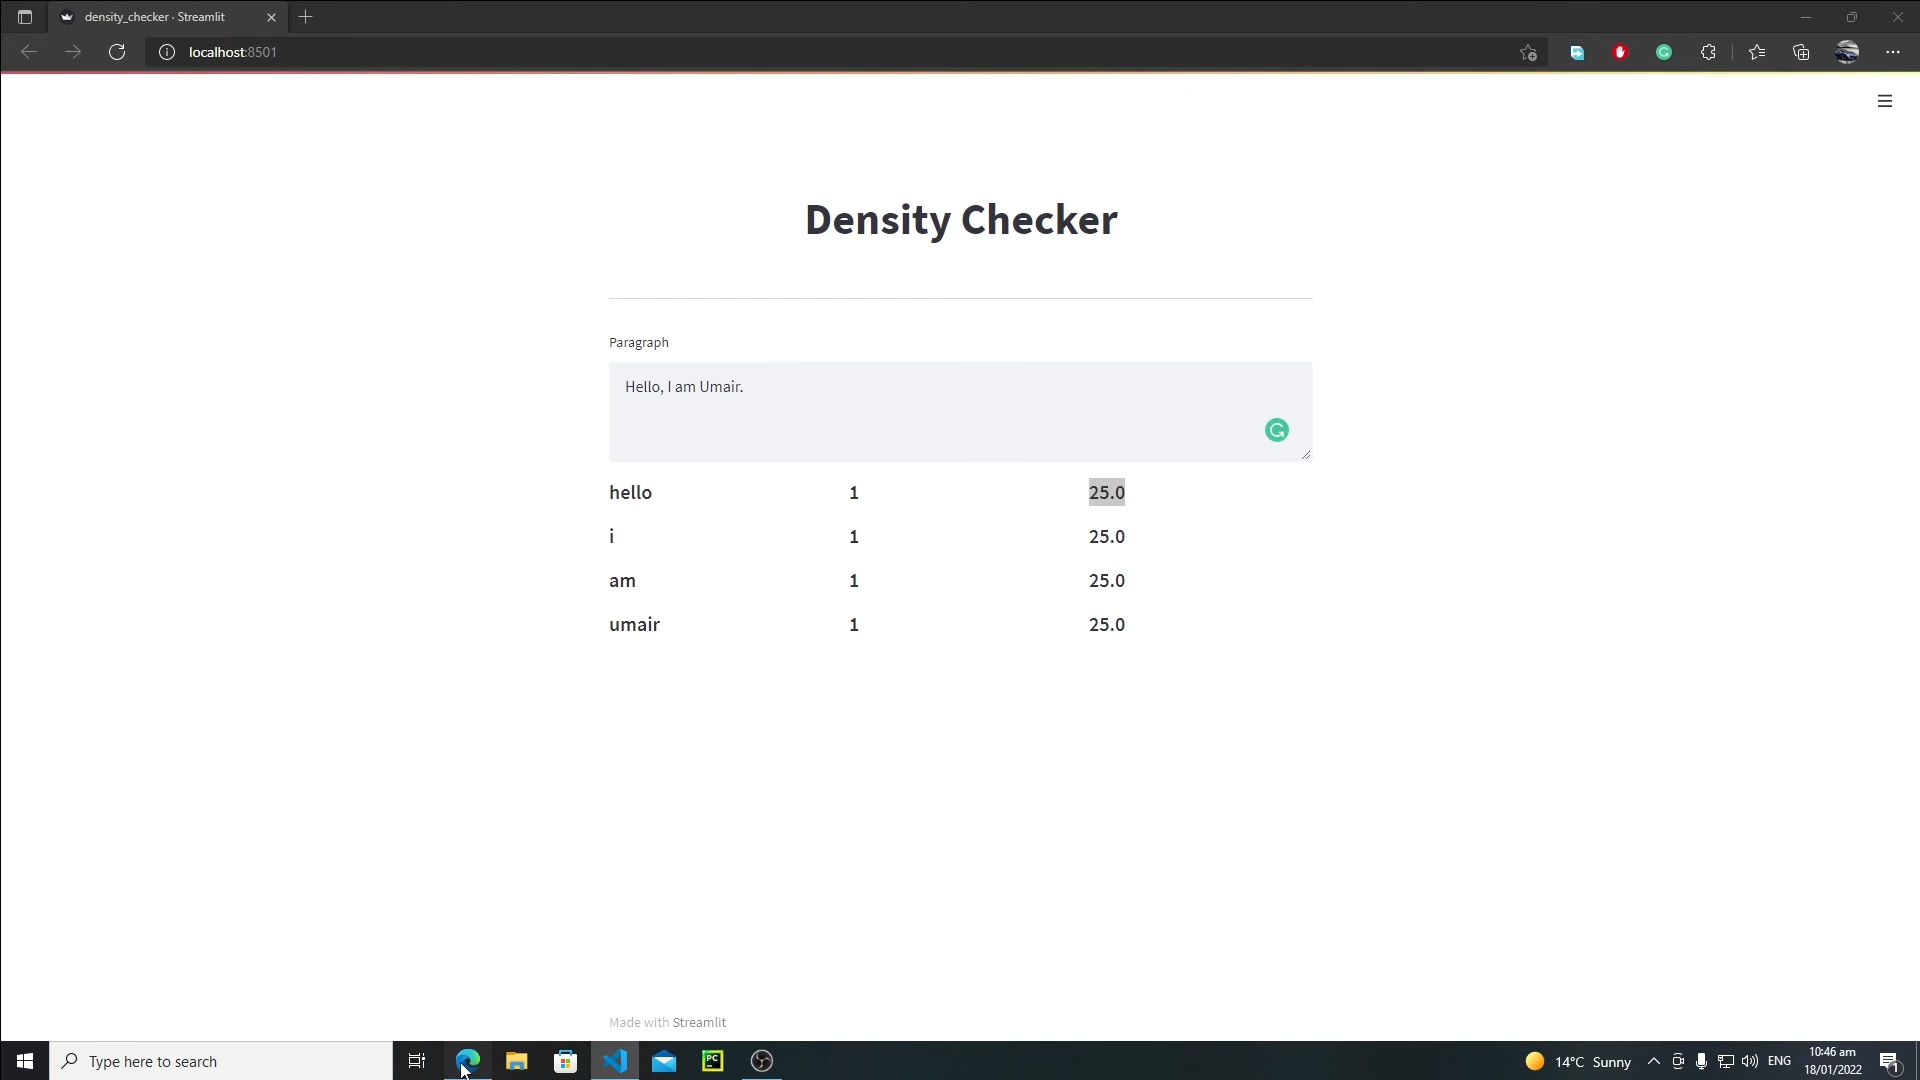 density_checker · Streamlit
localhost:8501
Density Checker
Paragraph
Hello, I am Umair.
hello 1 25.0
i 1 25.0
am 1 25.0
umair 1 25.0
Made with Streamlit
Type here to search
PC
14°C Sunny
ENG
10:46 am
18/01/2022
1